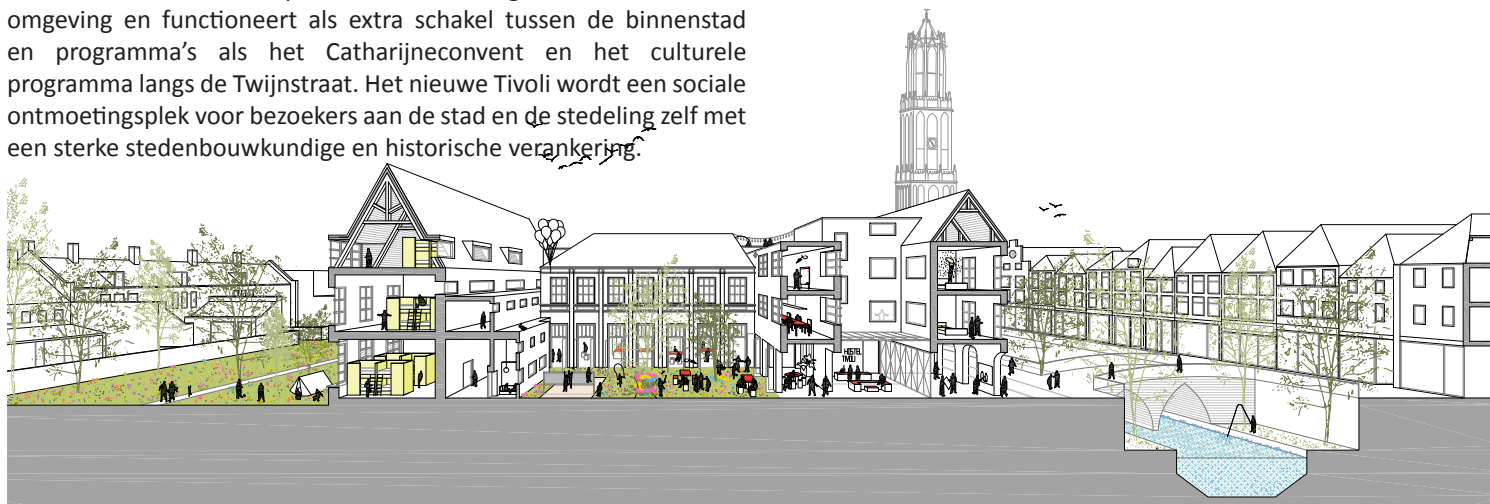 omgeving en functioneert als extra schakel tussen de binnenstad
en programma's als het Catharijneconvent en het culturele
programma langs de Twijnstraat. Het nieuwe Tivoli wordt een sociale
ontmoetingsplek voor bezoekers aan de stad en de stedeling zelf met
een sterke stedenbouwkundige en historische verankering.
HOSTEL
TIVOLI